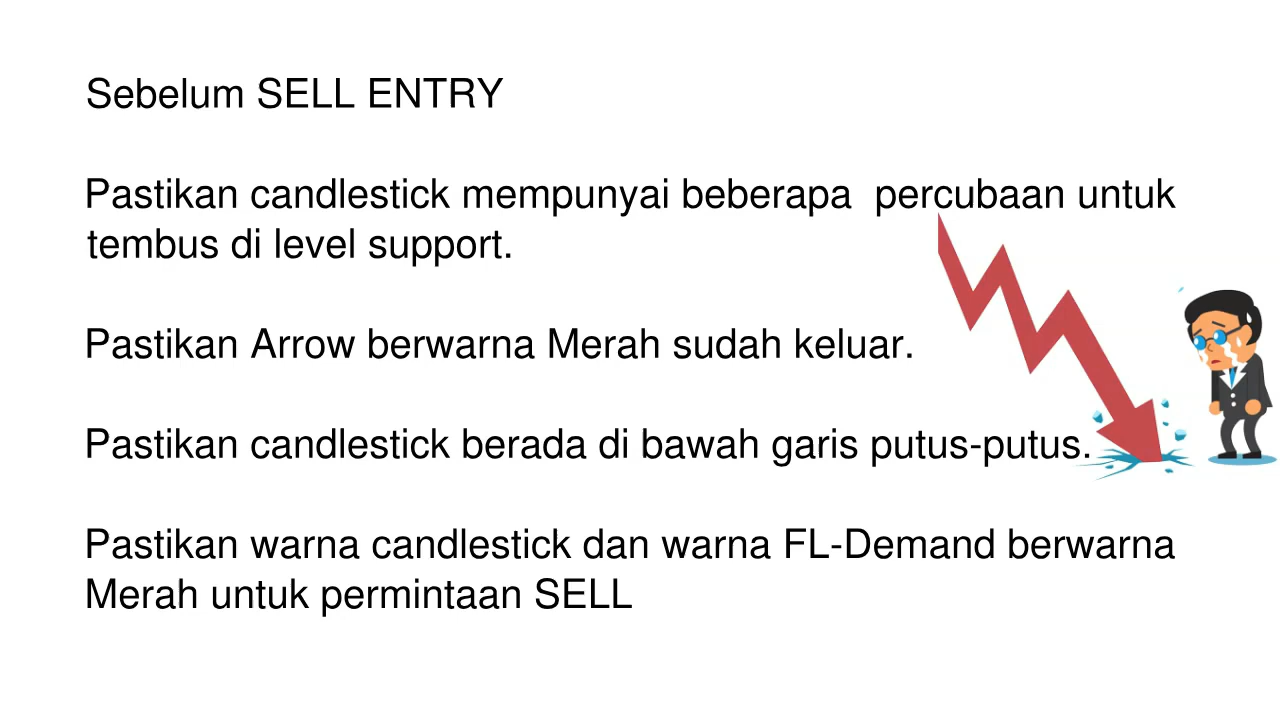 Sebelum SELL ENTRY
Pastikan candlestick mempunyai beberapa  percubaan untuk
tembus di level support.
Pastikan Arrow berwarna Merah sudah keluar.
Pastikan candlestick berada di bawah garis putus-putus.
Pastikan warna candlestick dan warna FL-Demand berwarna
Merah untuk permintaan SELL